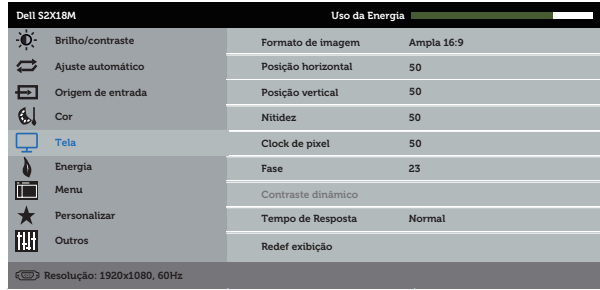 Dell S2X18M Uso da Energia
Brilho/contraste
Ajuste automático
Origem de entrada
Cor
Tela
Energia
Menu
Personalizar
Outros
Formato de imagem Ampla 16:9
Posição horizontal 50
Posição vertical 50
Nitidez 50
Clock de pixel 50
Fase 23
Contraste dinâmico
Tempo de Resposta Normal
Redef exibição
Resolução: 1920x1080, 60Hz